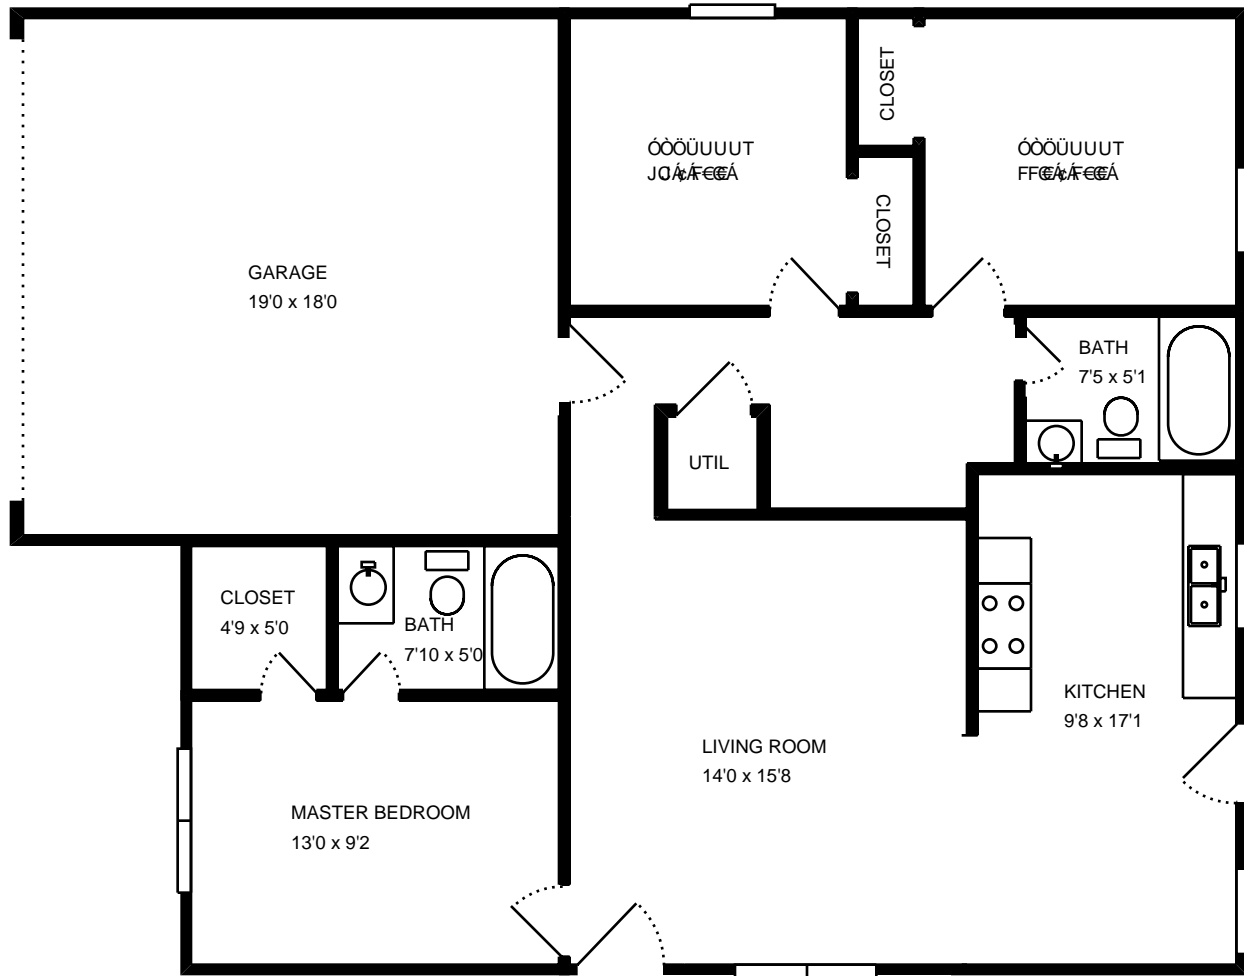 CLOSET
ÓÒÖÜUUUT
ÓÒÖÜUUUT
CLOSET
GARAGE
19'0 x 18'0
BATH
7'5 x 5'1
UTIL
CLOSET
4'9 x 5'0
BATH
7'10 x 5'0
KITCHEN
9'8 x 17'1
LIVING ROOM
14'0 x 15'8
MASTER BEDROOM
13'0 x 9'2